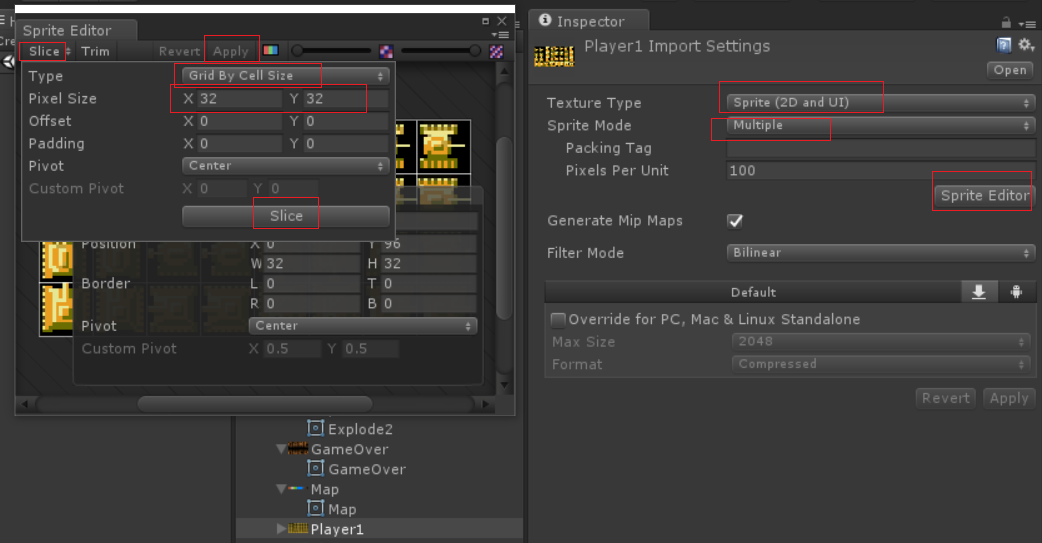 Sprite Editor
Slice Trim Revert Apply
Type Grid By Cell Size
Pixel Size X 32 Y 32
Offset X 0 Y 0
Padding X 0 Y 0
Pivot Center
Custom Pivot X 0 Y 0
Slice
Position X 0 Y 96
W 32 H 32
Border L 0 T 0
R 0 B 0
Pivot Center
Custom Pivot X 0.5 Y 0.5
Explode2
GameOver
GameOver
Map
Map
Player1
Inspector
Player1 Import Settings
Open
Texture Type Sprite (2D and UI)
Sprite Mode Multiple
Packing Tag
Pixels Per Unit 100
Sprite Editor
Generate Mip Maps
Filter Mode Bilinear
Default
Override for PC, Mac & Linux Standalone
Max Size 2048
Format Compressed
Revert Apply